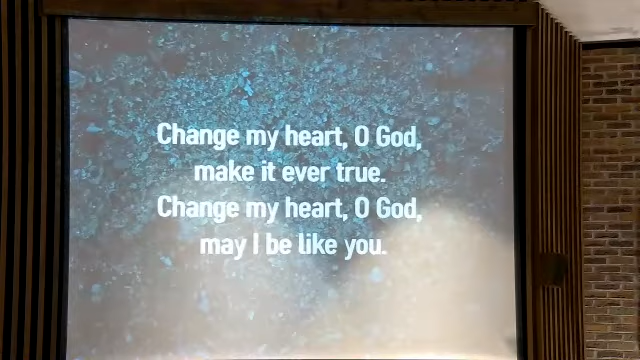 Change my heart, O God,
make it ever true.
Change my heart, O God,
may I be like you.